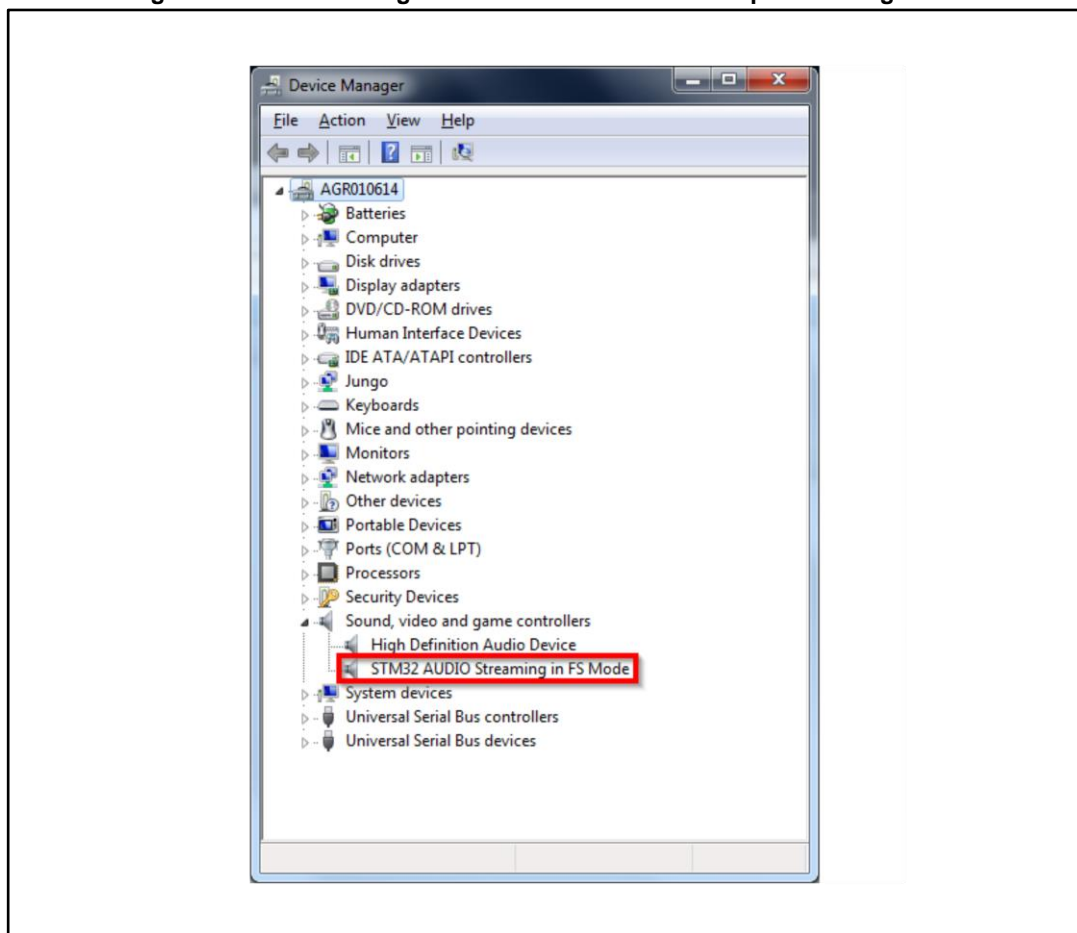 Device Manager
File Action View Help
AGR010614
Batteries
Computer
Disk drives
Display adapters
DVD/CD-ROM drives
Human Interface Devices
IDE ATA/ATAPI controllers
Jungo
Keyboards
Mice and other pointing devices
Monitors
Network adapters
Other devices
Portable Devices
Ports (COM & LPT)
Processors
Security Devices
Sound, video and game controllers
High Definition Audio Device
STM32 AUDIO Streaming in FS Mode
System devices
Universal Serial Bus controllers
Universal Serial Bus devices